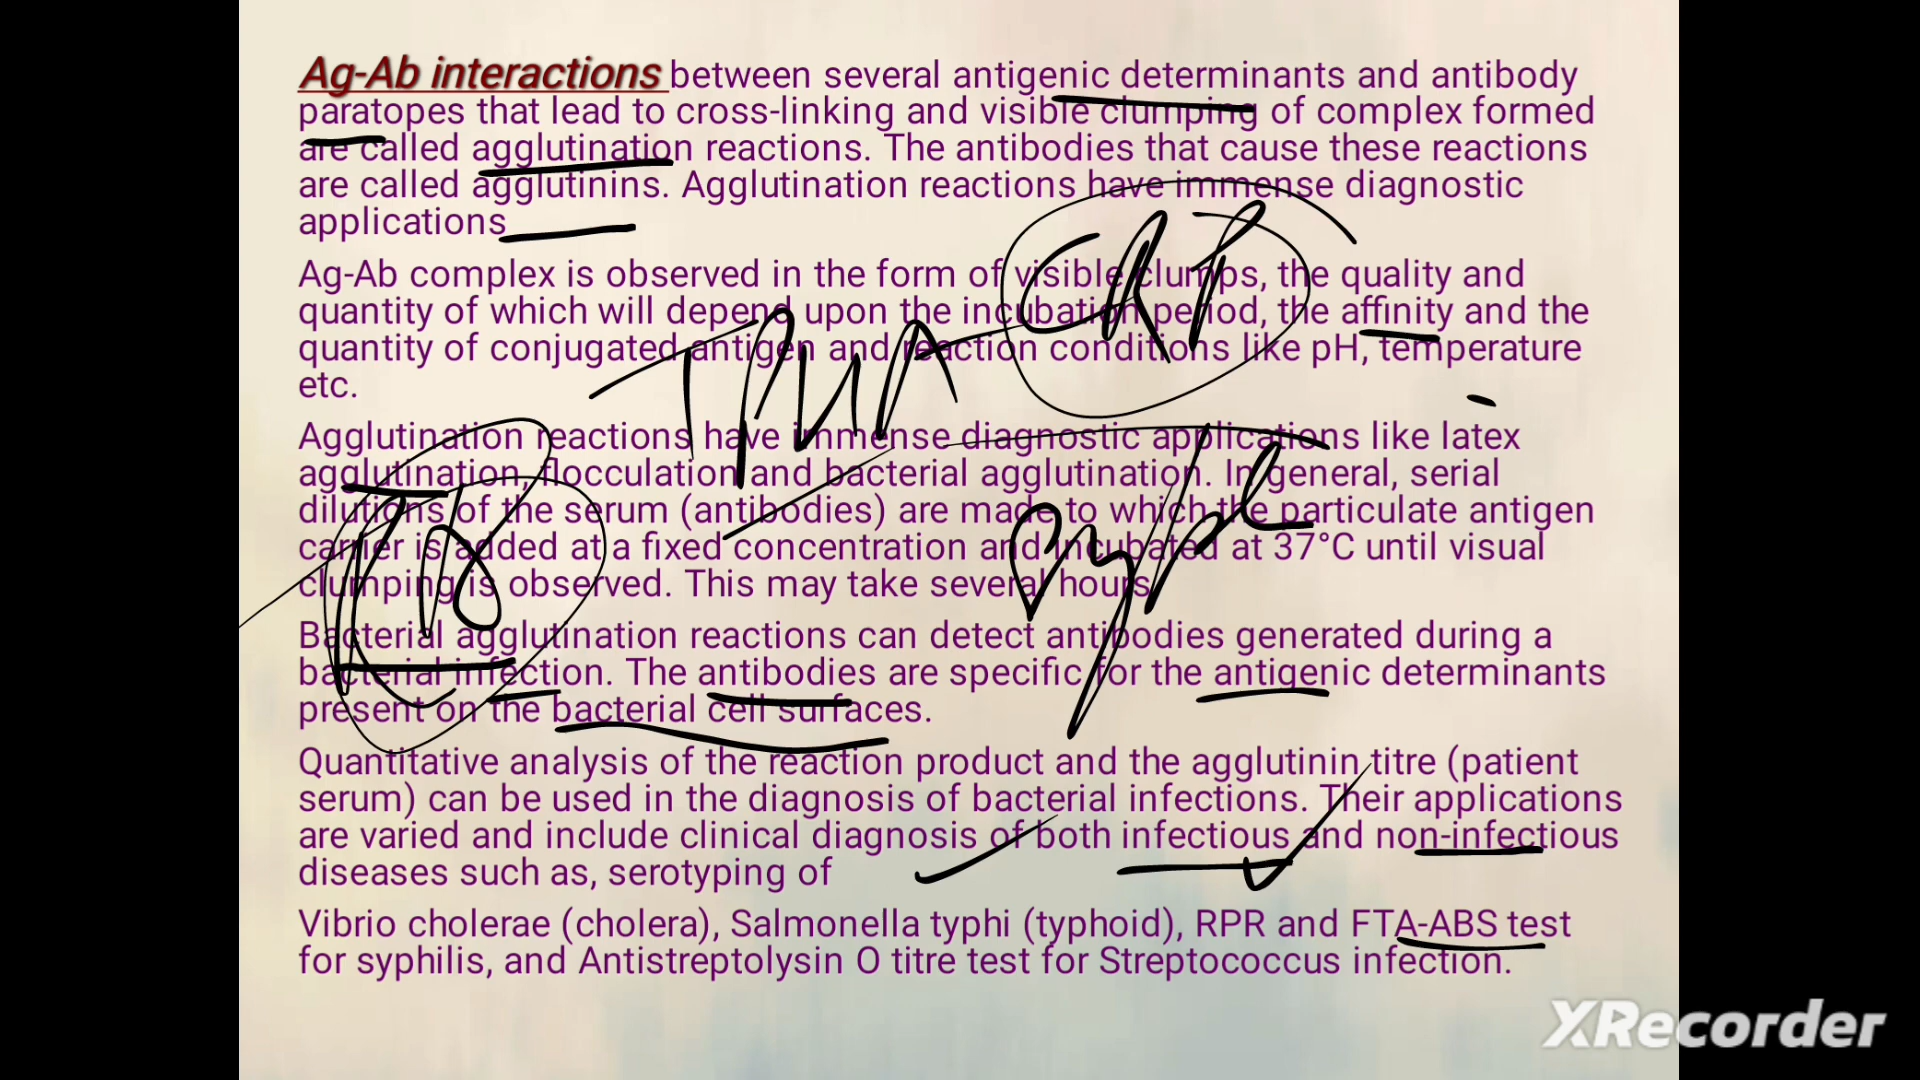 Ag-Ab interactions between several antigenic determinants and antibody
paratopes that lead to cross-linking and visible clumping of complex formed
are called agglutination reactions. The antibodies that cause these reactions
are called agglutinins. Agglutination reactions have immense diagnostic
applications
Ag-Ab complex is observed in the form of visible clumps, the quality and
quantity of which will depend upon the incubation period, the affinity and the
quantity of conjugated antigen and reaction conditions like pH, temperature
etc.
Agglutination reactions have immense diagnostic applications like latex
agglutination, flocculation and bacterial agglutination. In general, serial
dilutions of the serum (antibodies) are made to which the particulate antigen
carrier is added at a fixed concentration and incubated at 37°C until visual
clumping is observed. This may take several hours
Bacterial agglutination reactions can detect antibodies generated during a
bacterial infection. The antibodies are specific for the antigenic determinants
present on the bacterial cell surfaces.
Quantitative analysis of the reaction product and the agglutinin titre (patient
serum) can be used in the diagnosis of bacterial infections. Their applications
are varied and include clinical diagnosis of both infectious and non-infectious
diseases such as, serotyping of
Vibrio cholerae (cholera), Salmonella typhi (typhoid), RPR and FTA-ABS test
for syphilis, and Antistreptolysin O titre test for Streptococcus infection.
CRP
XRecorder